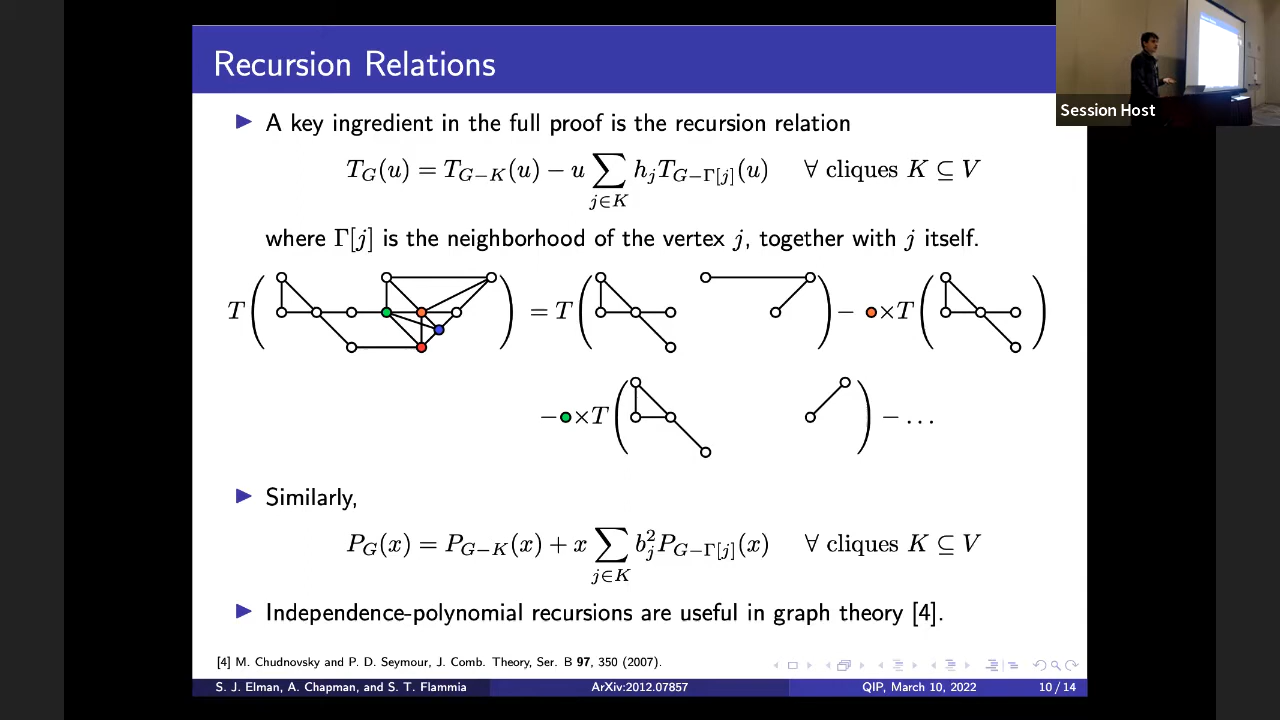 Recursion Relations
Session Host
▶ A key ingredient in the full proof is the recursion relation
T_G(u) = T_{G−K}(u) − u ∑_{j∈K} h_j T_{G−Γ[j]}(u) ∀ cliques K ⊆ V
where Γ[j] is the neighborhood of the vertex j, together with j itself.
T( ) = T( ) − ×T( )
− ×T( ) − ...
▶ Similarly,
P_G(x) = P_{G−K}(x) + x ∑_{j∈K} b_j^2 P_{G−Γ[j]}(x) ∀ cliques K ⊆ V
▶ Independence-polynomial recursions are useful in graph theory [4].
[4] M. Chudnovsky and P. D. Seymour, J. Comb. Theory, Ser. B 97, 350 (2007).
S. J. Elman, A. Chapman, and S. T. Flammia ArXiv:2012.07857 QIP, March 10, 2022 10 / 14